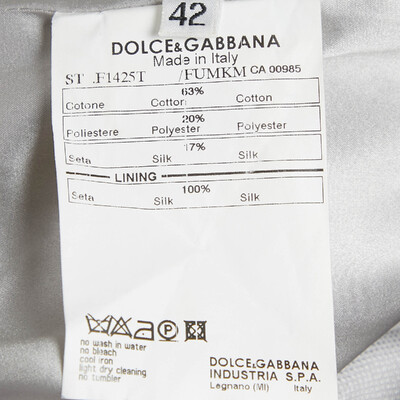 42
DOLCE&GABBANA
Made in Italy
ST .F1425T /FUMKM CA 00985
63%
Cotone Cotton Cotton
20%
Poliestere Polyester Polyester
17%
Seta Silk Silk
LINING
100%
Seta Silk Silk
A P
no wash in water
no bleach
cool iron
light dry cleaning
no tumbler
DOLCE&GABBANA
INDUSTRIA S.P.A.
Legnano (MI) Italy